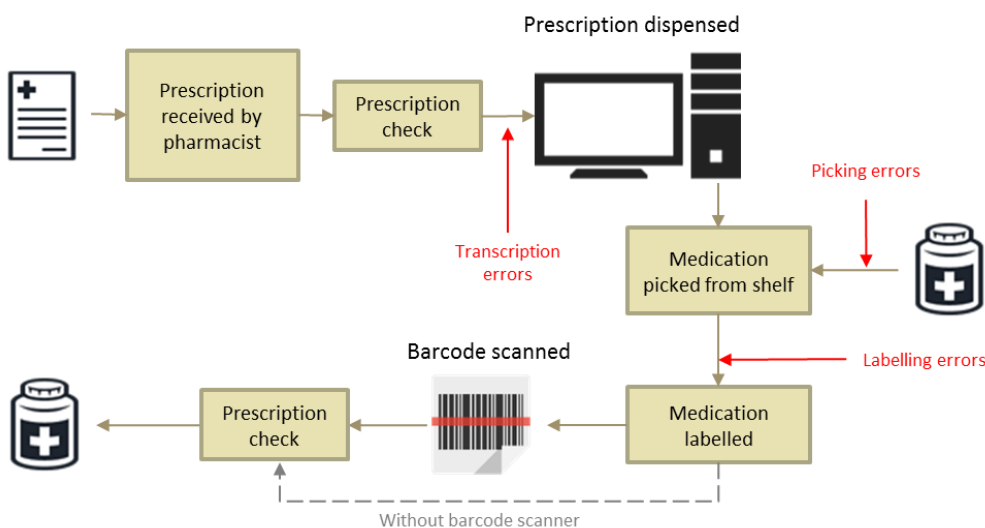 Prescription dispensed
Prescription
received by
pharmacist
Prescription
check
Transcription
errors
Picking errors
Medication
picked from shelf
Labelling errors
Medication
labelled
Barcode scanned
Prescription
check
Without barcode scanner